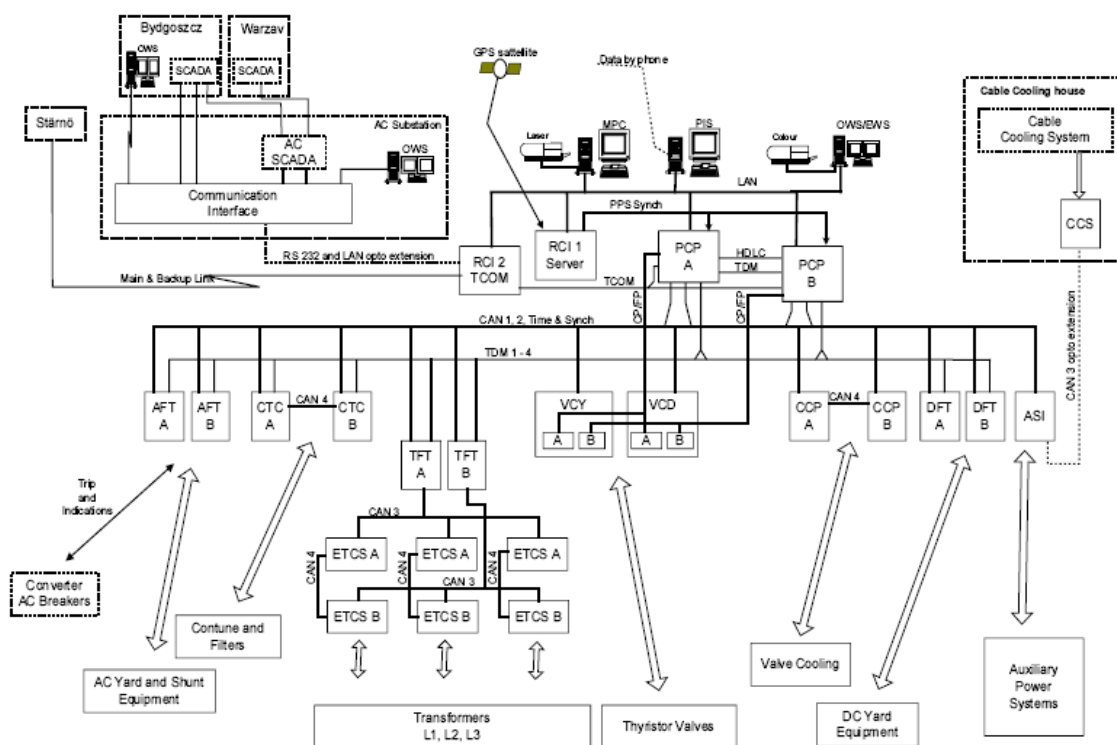 Bydgoszcz
Warzav
OWS
SCADA
SCADA
GPS sattellite
Data by phone
Cable Cooling house
Cable
Cooling System
Stärnö
AC Substation
AC
SCADA
OWS
Communication
Interface
Laser
MPC
PIS
Colour
OWS/EWS
LAN
PPS Synch
CCS
RS 232 and LAN opto extension
RCI 2
TCOM
RCI 1
Server
PCP
A
HDLC
TDM
PCP
B
Main & Backup Link
TCOM
CP/FP
CP/FP
CAN 3 opto extension
CAN 1, 2, Time & Synch
TDM 1 - 4
AFT
A
AFT
B
CTC
A
CAN 4
CTC
B
VCY
A
B
VCD
A
B
CCP
A
CAN 4
CCP
B
DFT
A
DFT
B
ASI
TFT
A
TFT
B
Trip
and
Indications
CAN 3
ETCS A
ETCS A
ETCS A
CAN 4
CAN 4
CAN 4
CAN 3
ETCS B
ETCS B
ETCS B
Converter
AC Breakers
Contune and
Filters
AC Yard and Shunt
Equipment
Transformers
L1, L2, L3
Thyristor Valves
Valve Cooling
DC Yard
Equipment
Auxiliary
Power
Systems